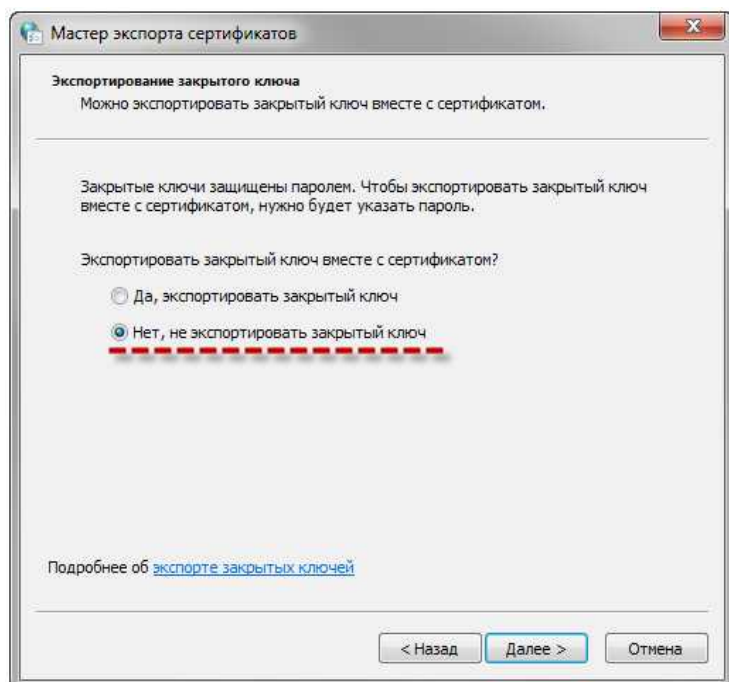 Мастер экспорта сертификатов
Экспортирование закрытого ключа
Можно экспортировать закрытый ключ вместе с сертификатом.
Закрытые ключи защищены паролем. Чтобы экспортировать закрытый ключ
вместе с сертификатом, нужно будет указать пароль.
Экспортировать закрытый ключ вместе с сертификатом?
Да, экспортировать закрытый ключ
Нет, не экспортировать закрытый ключ
Подробнее об экспорте закрытых ключей
< Назад Далее > Отмена